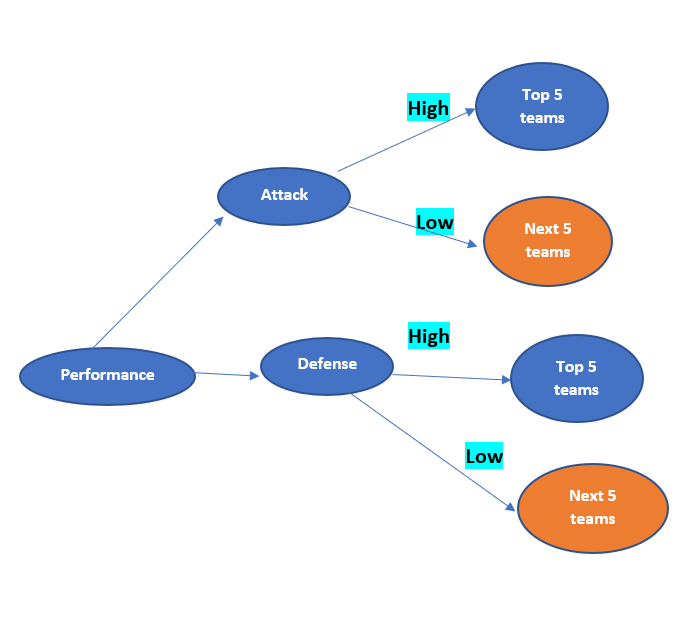 High
Top 5
teams
Attack
Low
Next 5
teams
Performance
Defense
High
Top 5
teams
Low
Next 5
teams